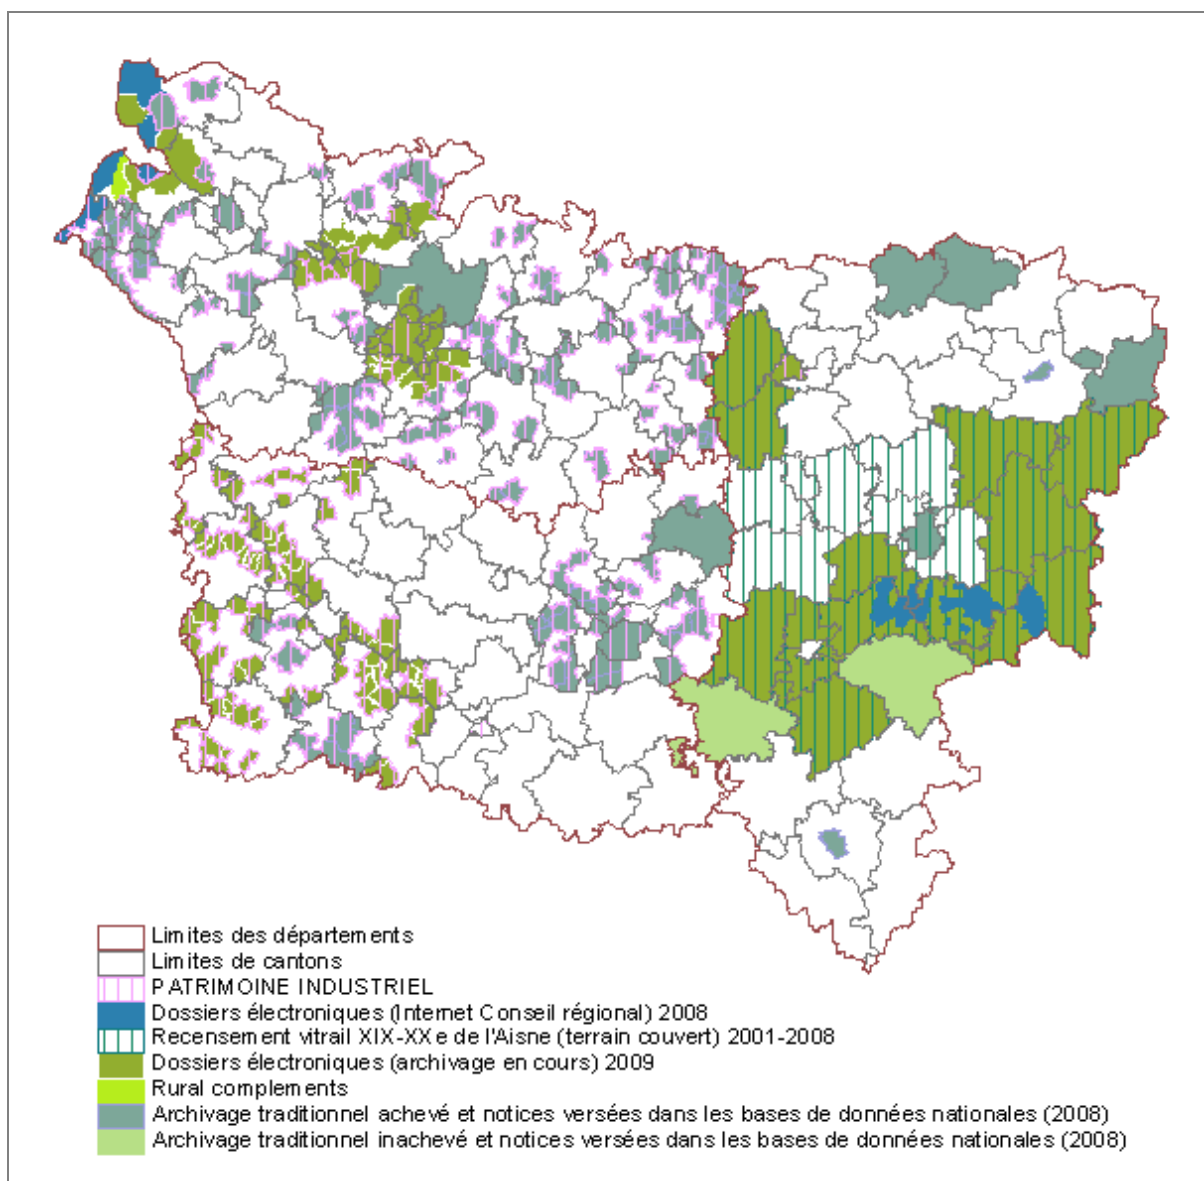 Limites des départements
Limites de cantons
PATRIMOINE INDUSTRIEL
Dossiers électroniques (Internet Conseil régional) 2008
Recensement vitrail XIX-XXe de l'Aisne (terrain couvert) 2001-2008
Dossiers électroniques (archivage en cours) 2009
Rural complements
Archivage traditionnel achevé et notices versées dans les bases de données nationales (2008)
Archivage traditionnel inachevé et notices versées dans les bases de données nationales (2008)